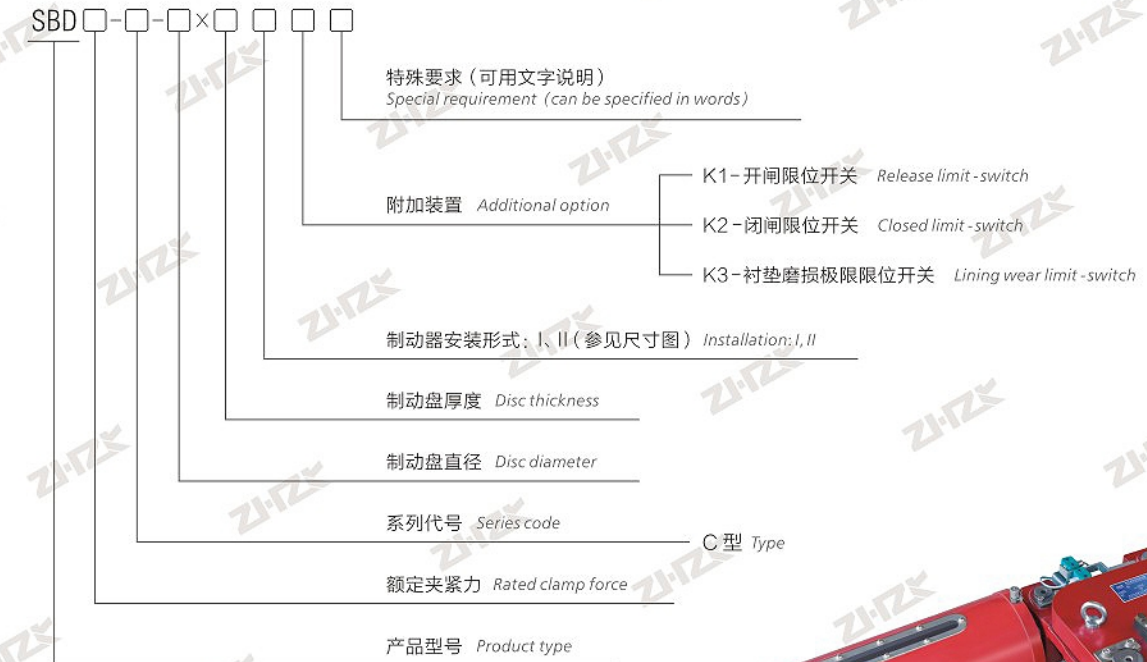 SBD□-□-□×□ □ □ □
特殊要求（可用文字说明）
Special requirement (can be specified in words)
K1-开闸限位开关 Release limit-switch
附加装置 Additional option
K2-闭闸限位开关 Closed limit-switch
K3-衬垫磨损极限限位开关 Lining wear limit-switch
制动器安装形式：Ⅰ、Ⅱ（参见尺寸图） Installation: I, II
制动盘厚度 Disc thickness
制动盘直径 Disc diameter
系列代号 Series code
C 型 Type
额定夹紧力 Rated clamp force
产品型号 Product type